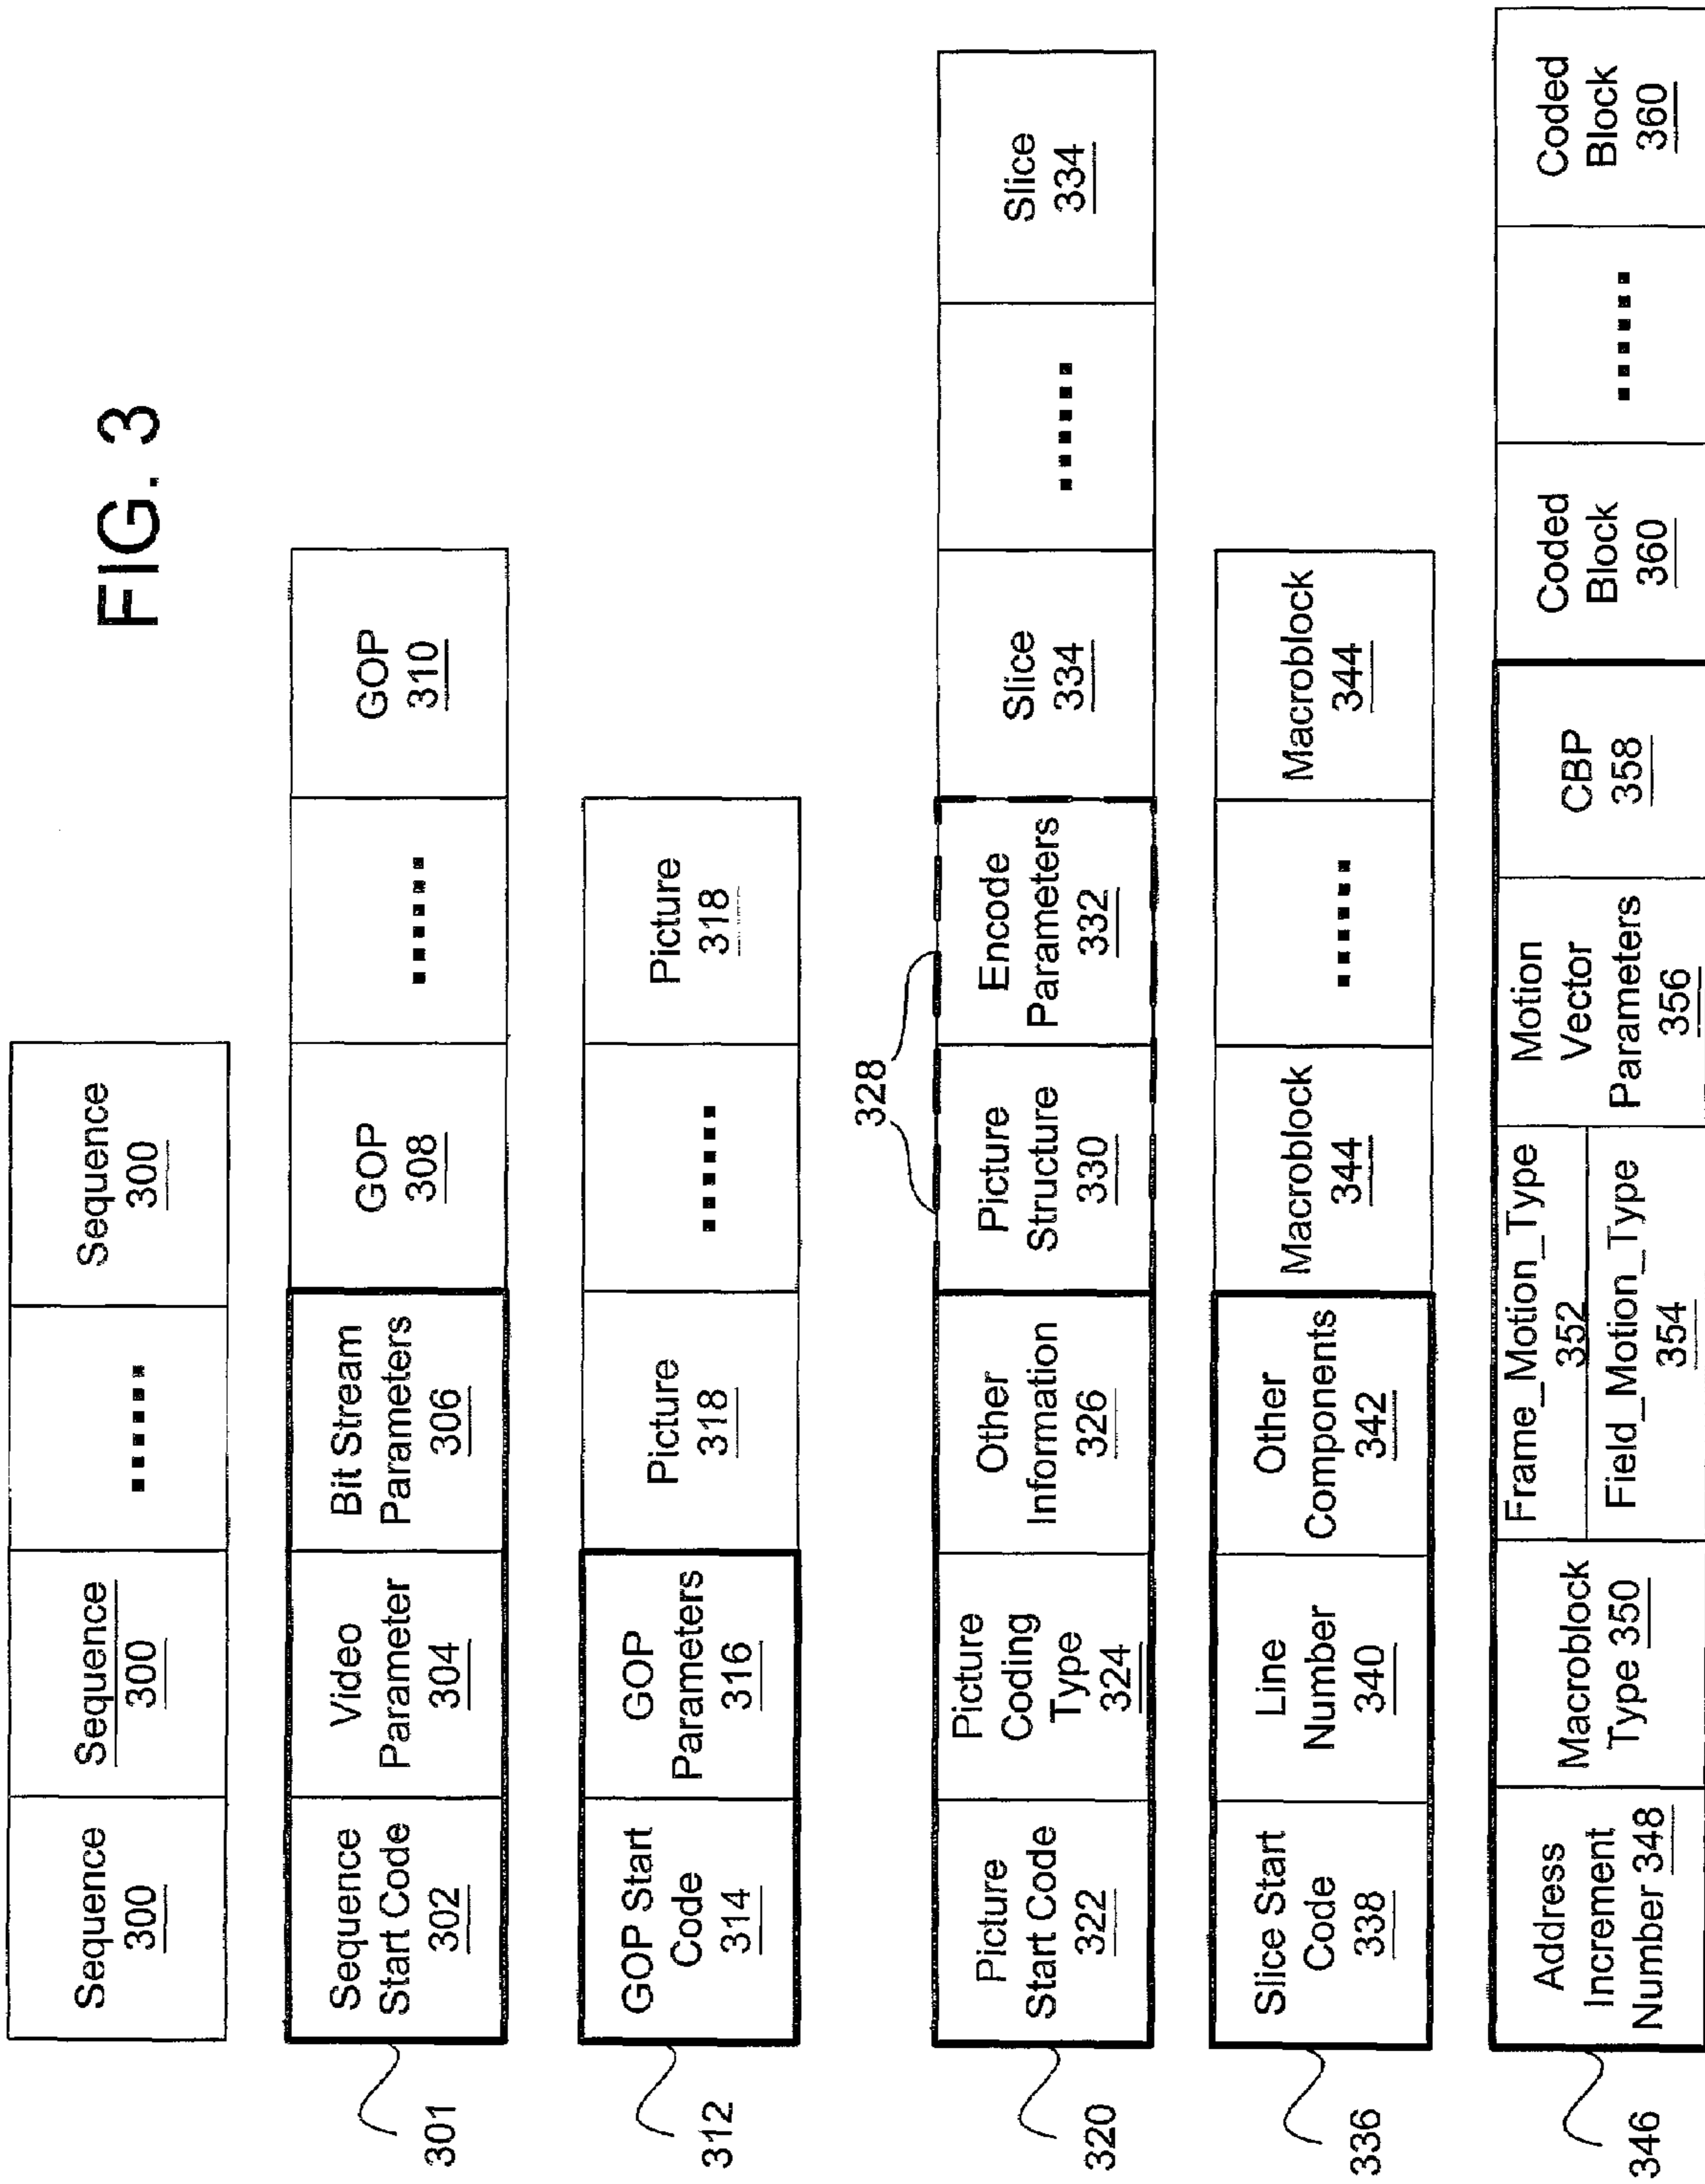 FIG. 3
Sequence
300
Sequence
300
......
Sequence
300
301
Sequence
Start Code
302
Video
Parameter
304
Bit Stream
Parameters
306
GOP
308
......
GOP
310
312
GOP Start
Code
314
GOP
Parameters
316
Picture
318
......
Picture
318
328
320
Picture
Start Code
322
Picture
Coding
Type
324
Other
Information
326
Picture
Structure
330
Encode
Parameters
332
Slice
334
......
Slice
334
336
Slice Start
Code
338
Line
Number
340
Other
Components
342
Macroblock
344
......
Macroblock
344
346
Address
Increment
Number 348
Macroblock
Type 350
Frame_Motion_Type
352
Field_Motion_Type
354
Motion
Vector
Parameters
356
CBP
358
Coded
Block
360
......
Coded
Block
360